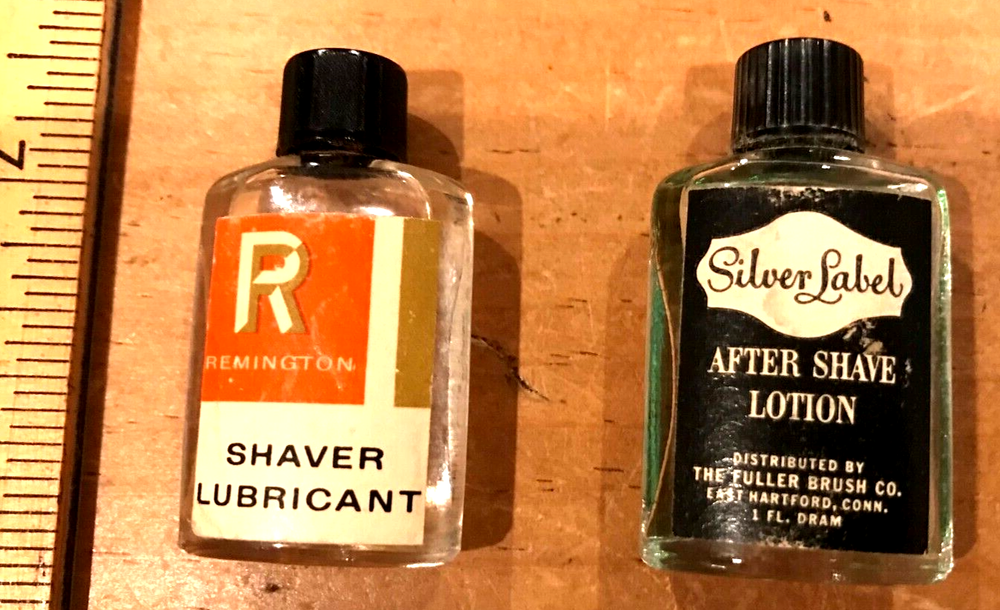 2
R
REMINGTON
SHAVER
LUBRICANT
Silver Label
AFTER SHAVE
LOTION
DISTRIBUTED BY
THE FULLER BRUSH CO.
EAST HARTFORD, CONN.
1 FL. DRAM